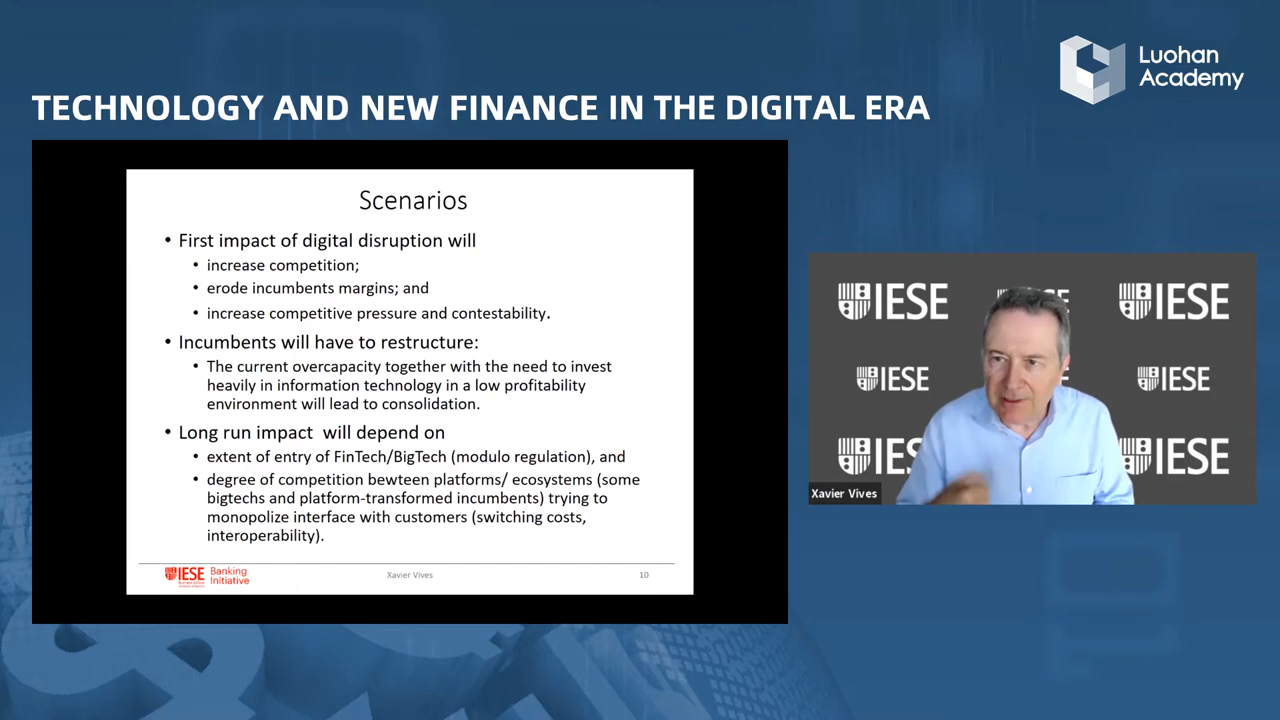 Luohan
Academy
TECHNOLOGY AND NEW FINANCE IN THE DIGITAL ERA
Scenarios
• First impact of digital disruption will
• increase competition;
• erode incumbents margins; and
• increase competitive pressure and contestability.
• Incumbents will have to restructure:
• The current overcapacity together with the need to invest
heavily in information technology in a low profitability
environment will lead to consolidation.
• Long run impact will depend on
• extent of entry of FinTech/BigTech (modulo regulation), and
• degree of competition bewteen platforms/ ecosystems (some
bigtechs and platform-transformed incumbents) trying to
monopolize interface with customers (switching costs,
interoperability).
IESE
Banking
Initiative
Xavier Vives
10
IESE
IESE
IESE
IESE
IESE
IESE
Xavier Vives